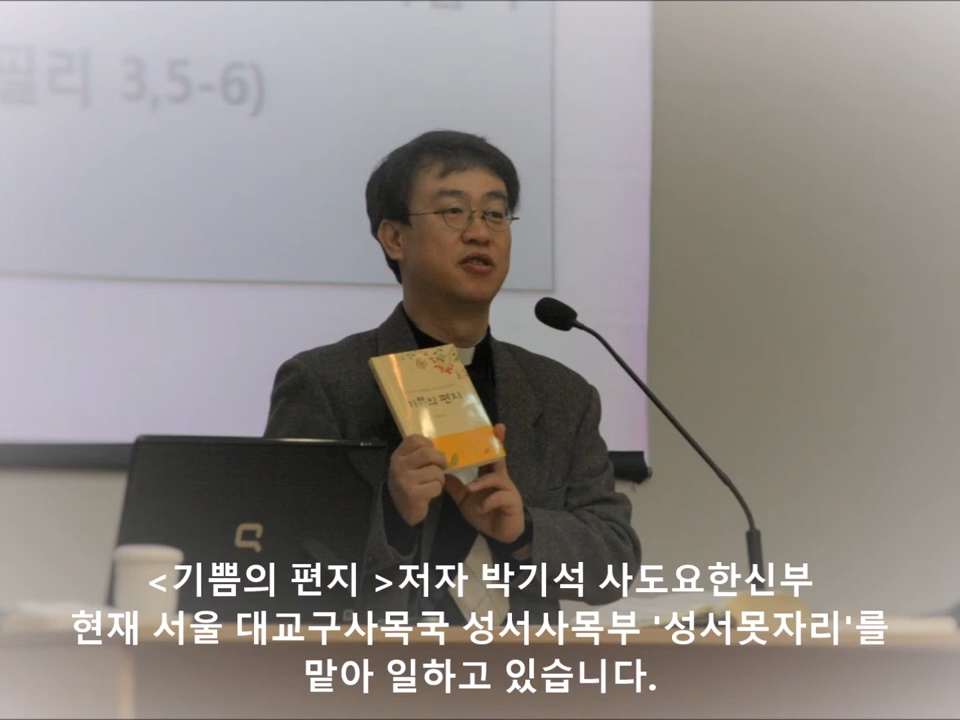 필리 3,5-6)
기쁨의 편지
<기쁨의 편지 >저자 박기석 사도요한신부
현재 서울 대교구사목국 성서사목부 '성서못자리'를
맡아 일하고 있습니다.